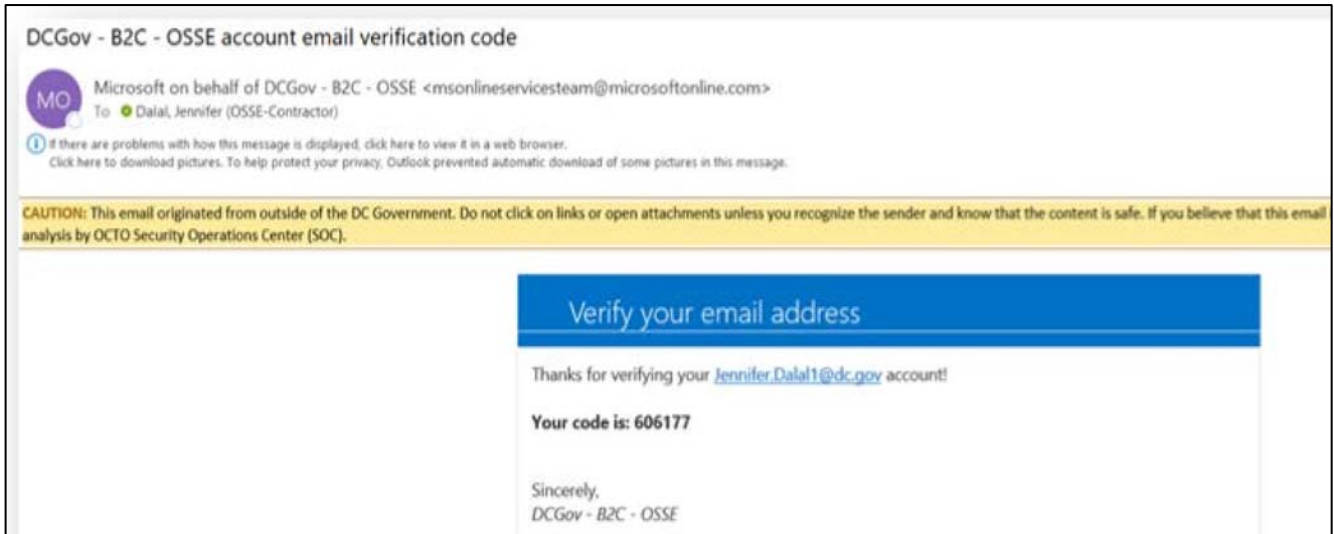 DCGov - B2C - OSSE account email verification code
MO
Microsoft on behalf of DCGov - B2C - OSSE <msonlineservicesteam@microsoftonline.com>
To Dalal, Jennifer (OSSE-Contractor)
If there are problems with how this message is displayed, click here to view it in a web browser.
Click here to download pictures. To help protect your privacy, Outlook prevented automatic download of some pictures in this message.
CAUTION: This email originated from outside of the DC Government. Do not click on links or open attachments unless you recognize the sender and know that the content is safe. If you believe that this email
analysis by OCTO Security Operations Center (SOC).
Verify your email address
Thanks for verifying your Jennifer.Dalal1@dc.gov account!
Your code is: 606177
Sincerely,
DCGov - B2C - OSSE